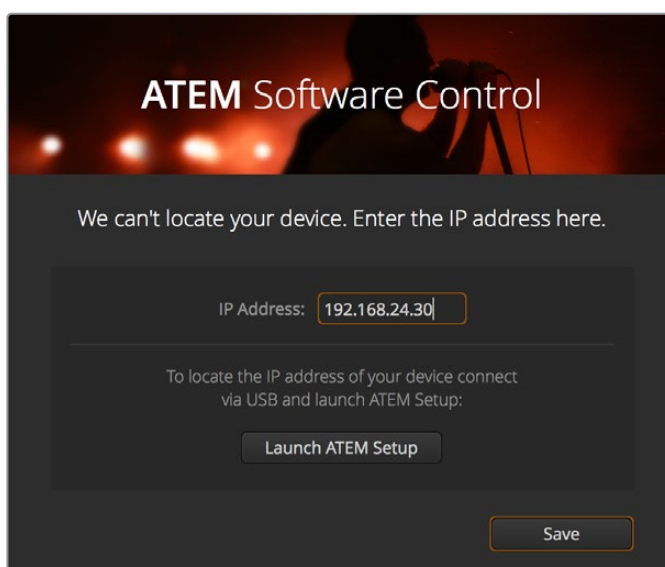 ATEM Software Control
We can't locate your device. Enter the IP address here.
IP Address: 192.168.24.30
To locate the IP address of your device connect
via USB and launch ATEM Setup:
Launch ATEM Setup
Save